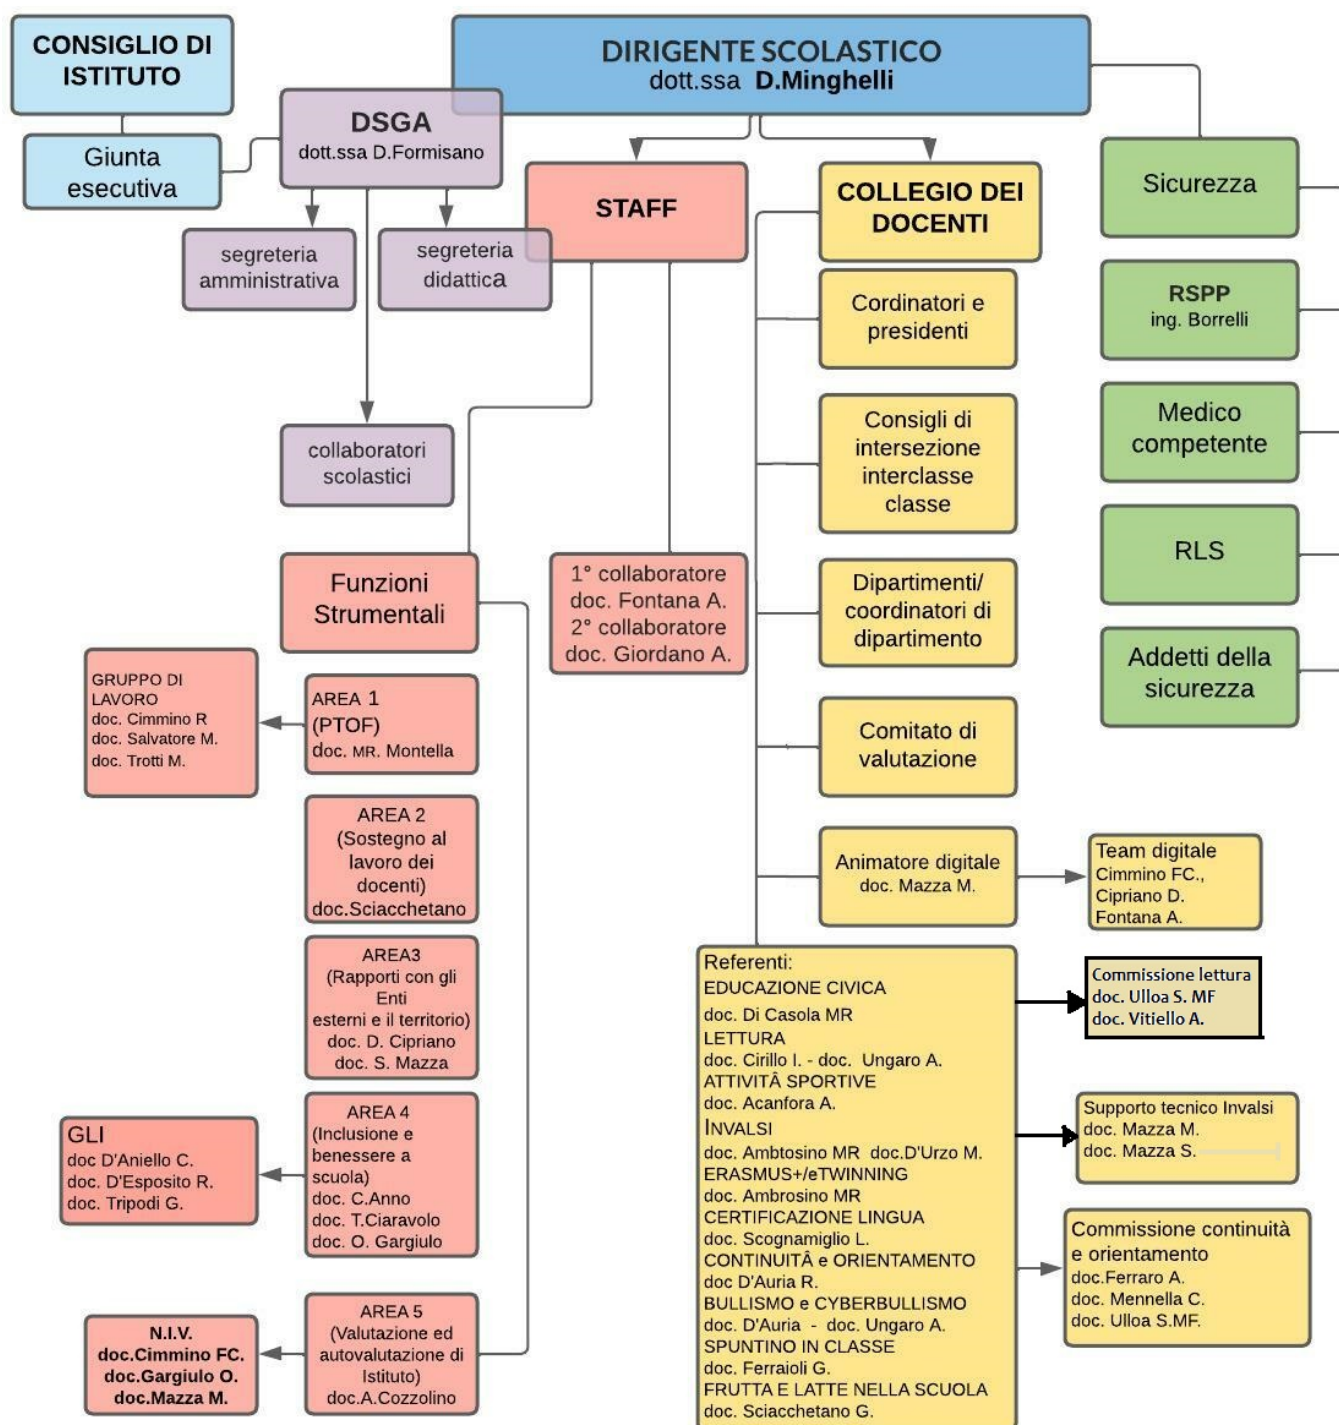 CONSIGLIO DI
ISTITUTO
Giunta
esecutiva
DIRIGENTE SCOLASTICO
dott.ssa D.Minghelli
DSGA
dott.ssa D.Formisano
segreteria
amministrativa
segreteria
didattica
collaboratori
scolastici
STAFF
Funzioni
Strumentali
1° collaboratore
doc. Fontana A.
2° collaboratore
doc. Giordano A.
GRUPPO DI
LAVORO
doc. Cimmino R
doc. Salvatore M.
doc. Trotti M.
AREA 1
(PTOF)
doc. MR. Montella
AREA 2
(Sostegno al
lavoro dei
docenti)
doc.Sciacchetano
AREA3
(Rapporti con gli
Enti
esterni e il territorio)
doc. D. Cipriano
doc. S. Mazza
GLI
doc D'Aniello C.
doc. D'Esposito R.
doc. Tripodi G.
AREA 4
(Inclusione e
benessere a
scuola)
doc. C.Anno
doc. T.Ciaravolo
doc. O. Gargiulo
N.I.V.
doc.Cimmino FC.
doc.Gargiulo O.
doc.Mazza M.
AREA 5
(Valutazione ed
autovalutazione di
Istituto)
doc.A.Cozzolino
COLLEGIO DEI
DOCENTI
Cordinatori e
presidenti
Consigli di
intersezione
interclasse
classe
Dipartimenti/
coordinatori di
dipartimento
Comitato di
valutazione
Animatore digitale
doc. Mazza M.
Team digitale
Cimmino FC.,
Cipriano D.
Fontana A.
Referenti:
EDUCAZIONE CIVICA
doc. Di Casola MR
LETTURA
doc. Cirillo I. - doc. Ungaro A.
ATTIVITÂ SPORTIVE
doc. Acanfora A.
INVALSI
doc. Ambtosino MR doc.D'Urzo M.
ERASMUS+/eTWINNING
doc. Ambrosino MR
CERTIFICAZIONE LINGUA
doc. Scognamiglio L.
CONTINUITÂ e ORIENTAMENTO
doc D'Auria R.
BULLISMO e CYBERBULLISMO
doc. D'Auria - doc. Ungaro A.
SPUNTINO IN CLASSE
doc. Ferraioli G.
FRUTTA E LATTE NELLA SCUOLA
doc. Sciacchetano G.
Commissione lettura
doc. Ulloa S. MF
doc. Vitiello A.
Supporto tecnico Invalsi
doc. Mazza M.
doc. Mazza S.
Commissione continuità
e orientamento
doc.Ferraro A.
doc. Mennella C.
doc. Ulloa S.MF.
Sicurezza
RSPP
ing. Borrelli
Medico
competente
RLS
Addetti della
sicurezza